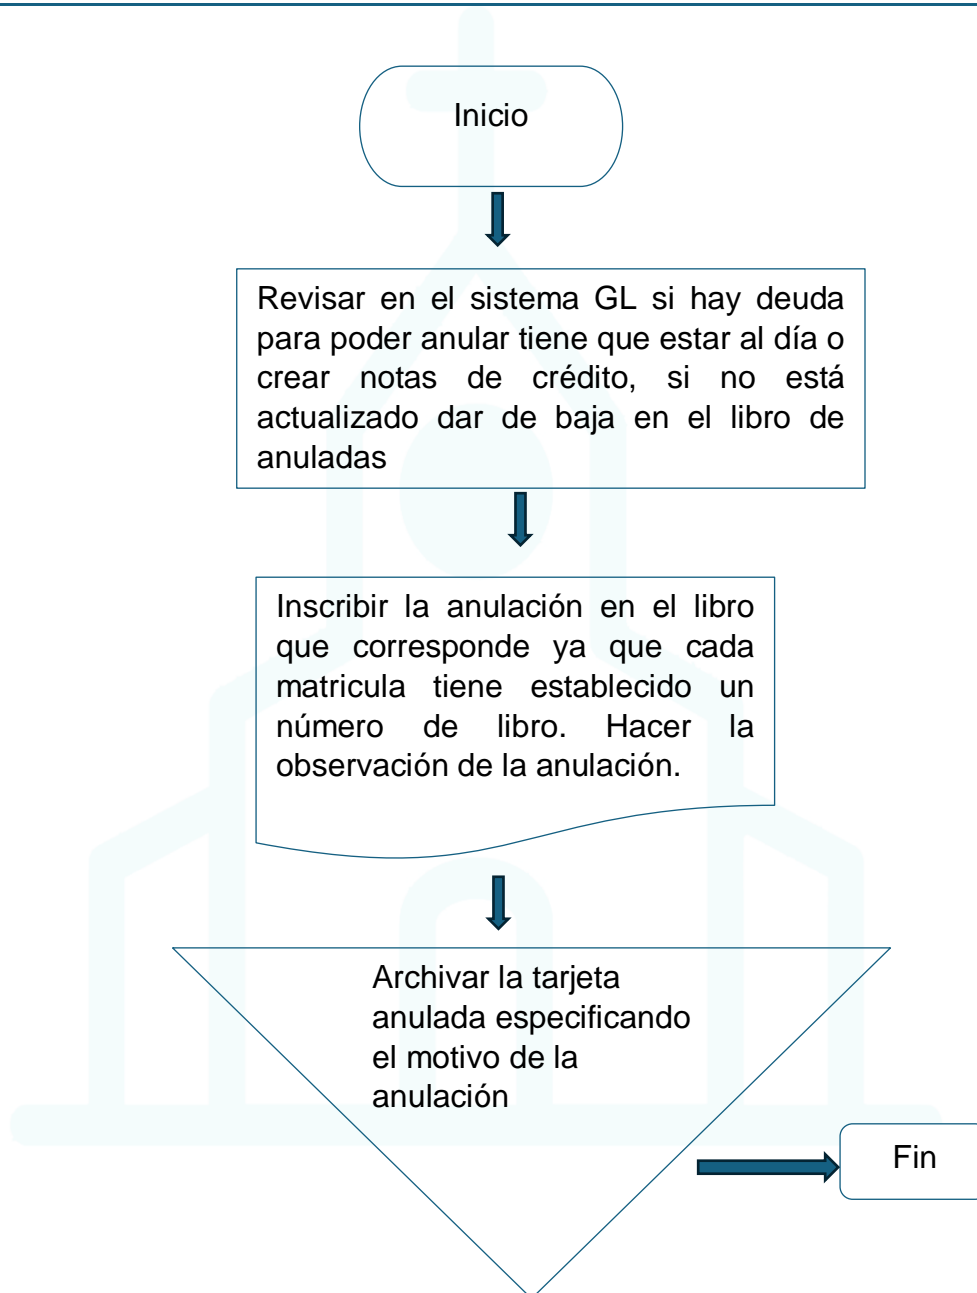 Inicio
Revisar en el sistema GL si hay deuda
para poder anular tiene que estar al día o
crear notas de crédito, si no está
actualizado dar de baja en el libro de
anuladas
Inscribir la anulación en el libro
que corresponde ya que cada
matricula tiene establecido un
número de libro. Hacer la
observación de la anulación.
Archivar la tarjeta
anulada especificando
el motivo de la
anulación
Fin